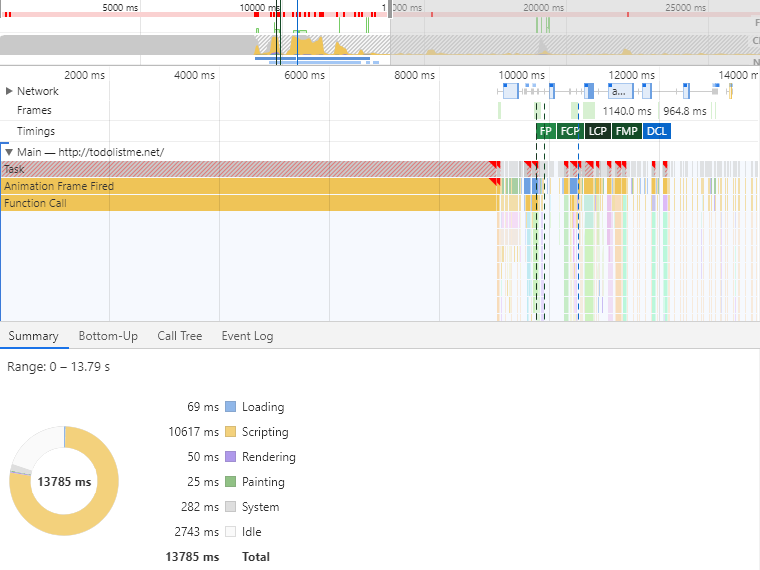 5000 ms 10000 ms 1 000 ms 20000 ms 25000 ms
F
C
N
2000 ms 4000 ms 6000 ms 8000 ms 10000 ms 12000 ms 14000 m
Network a...
Frames 1140.0 ms 964.8 ms
Timings FP FCP LCP FMP DCL
Main — http://todolistme.net/
Task
Animation Frame Fired
Function Call
Summary Bottom-Up Call Tree Event Log
Range: 0 – 13.79 s
69 ms Loading
10617 ms Scripting
50 ms Rendering
25 ms Painting
282 ms System
2743 ms Idle
13785 ms Total
13785 ms